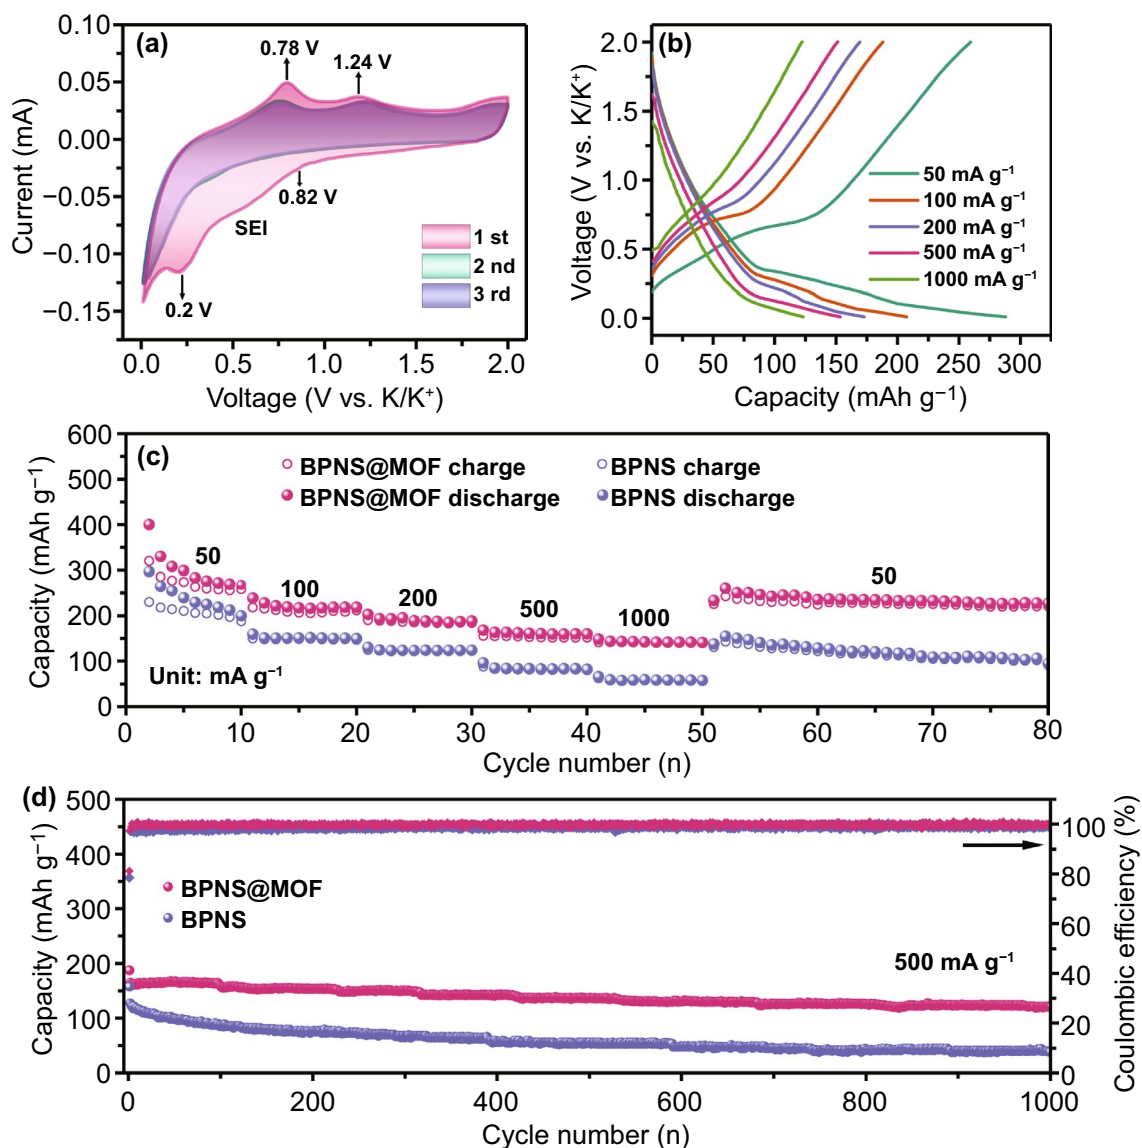 (a)
0.10
0.05
0.00
−0.05
−0.10
−0.15
Current (mA)
0.78 V
1.24 V
0.82 V
SEI
0.2 V
1 st
2 nd
3 rd
0.0 0.5 1.0 1.5 2.0
Voltage (V vs. K/K⁺)
(b)
2.0
1.5
1.0
0.5
0.0
Voltage (V vs. K/K⁺)
50 mA g⁻¹
100 mA g⁻¹
200 mA g⁻¹
500 mA g⁻¹
1000 mA g⁻¹
0 50 100 150 200 250 300
Capacity (mAh g⁻¹)
(c)
600
500
400
300
200
100
0
Capacity (mAh g⁻¹)
BPNS@MOF charge
BPNS charge
BPNS@MOF discharge
BPNS discharge
50
100
200
500
1000
50
Unit: mA g⁻¹
0 10 20 30 40 50 60 70 80
Cycle number (n)
(d)
500
400
300
200
100
0
Capacity (mAh g⁻¹)
BPNS@MOF
BPNS
500 mA g⁻¹
100
80
60
40
20
0
Coulombic efficiency (%)
0 200 400 600 800 1000
Cycle number (n)